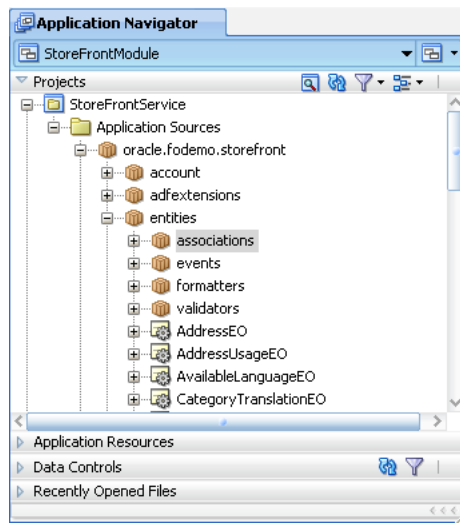 Application Navigator
StoreFrontModule
Projects
StoreFrontService
Application Sources
oracle.fodemo.storefront
account
adfextensions
entities
associations
events
formatters
validators
AddressEO
AddressUsageEO
AvailableLanguageEO
CategoryTranslationEO
Application Resources
Data Controls
Recently Opened Files